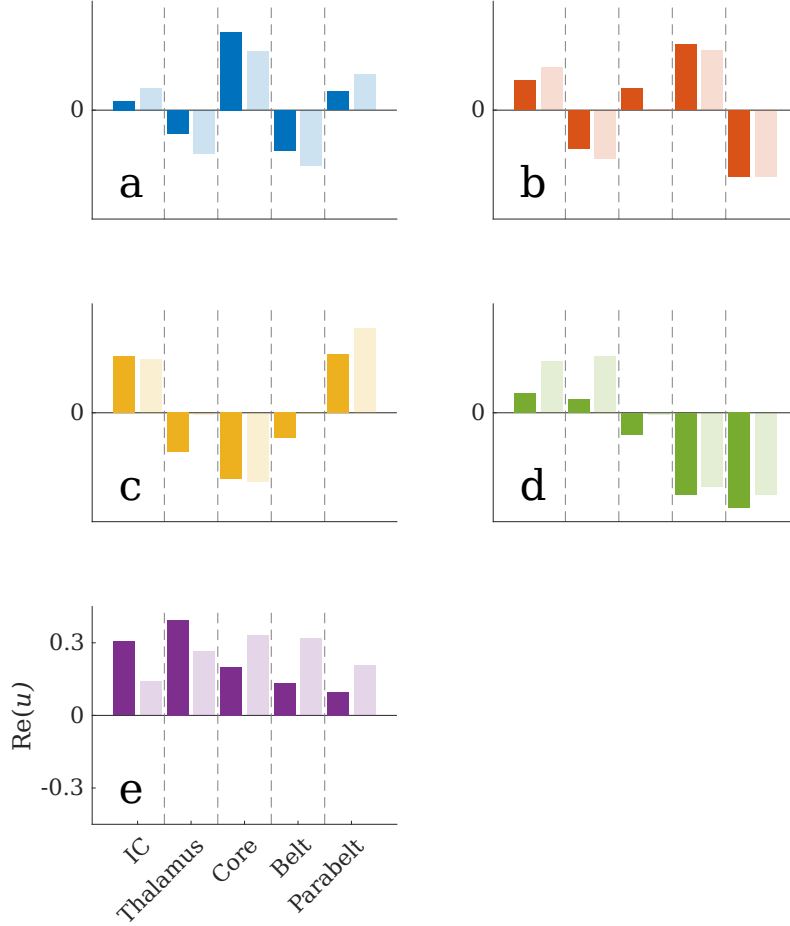 0
a
0
b
0
c
0
d
0.3
0
-0.3
Re(u)
e
IC
Thalamus
Core
Belt
Parabelt